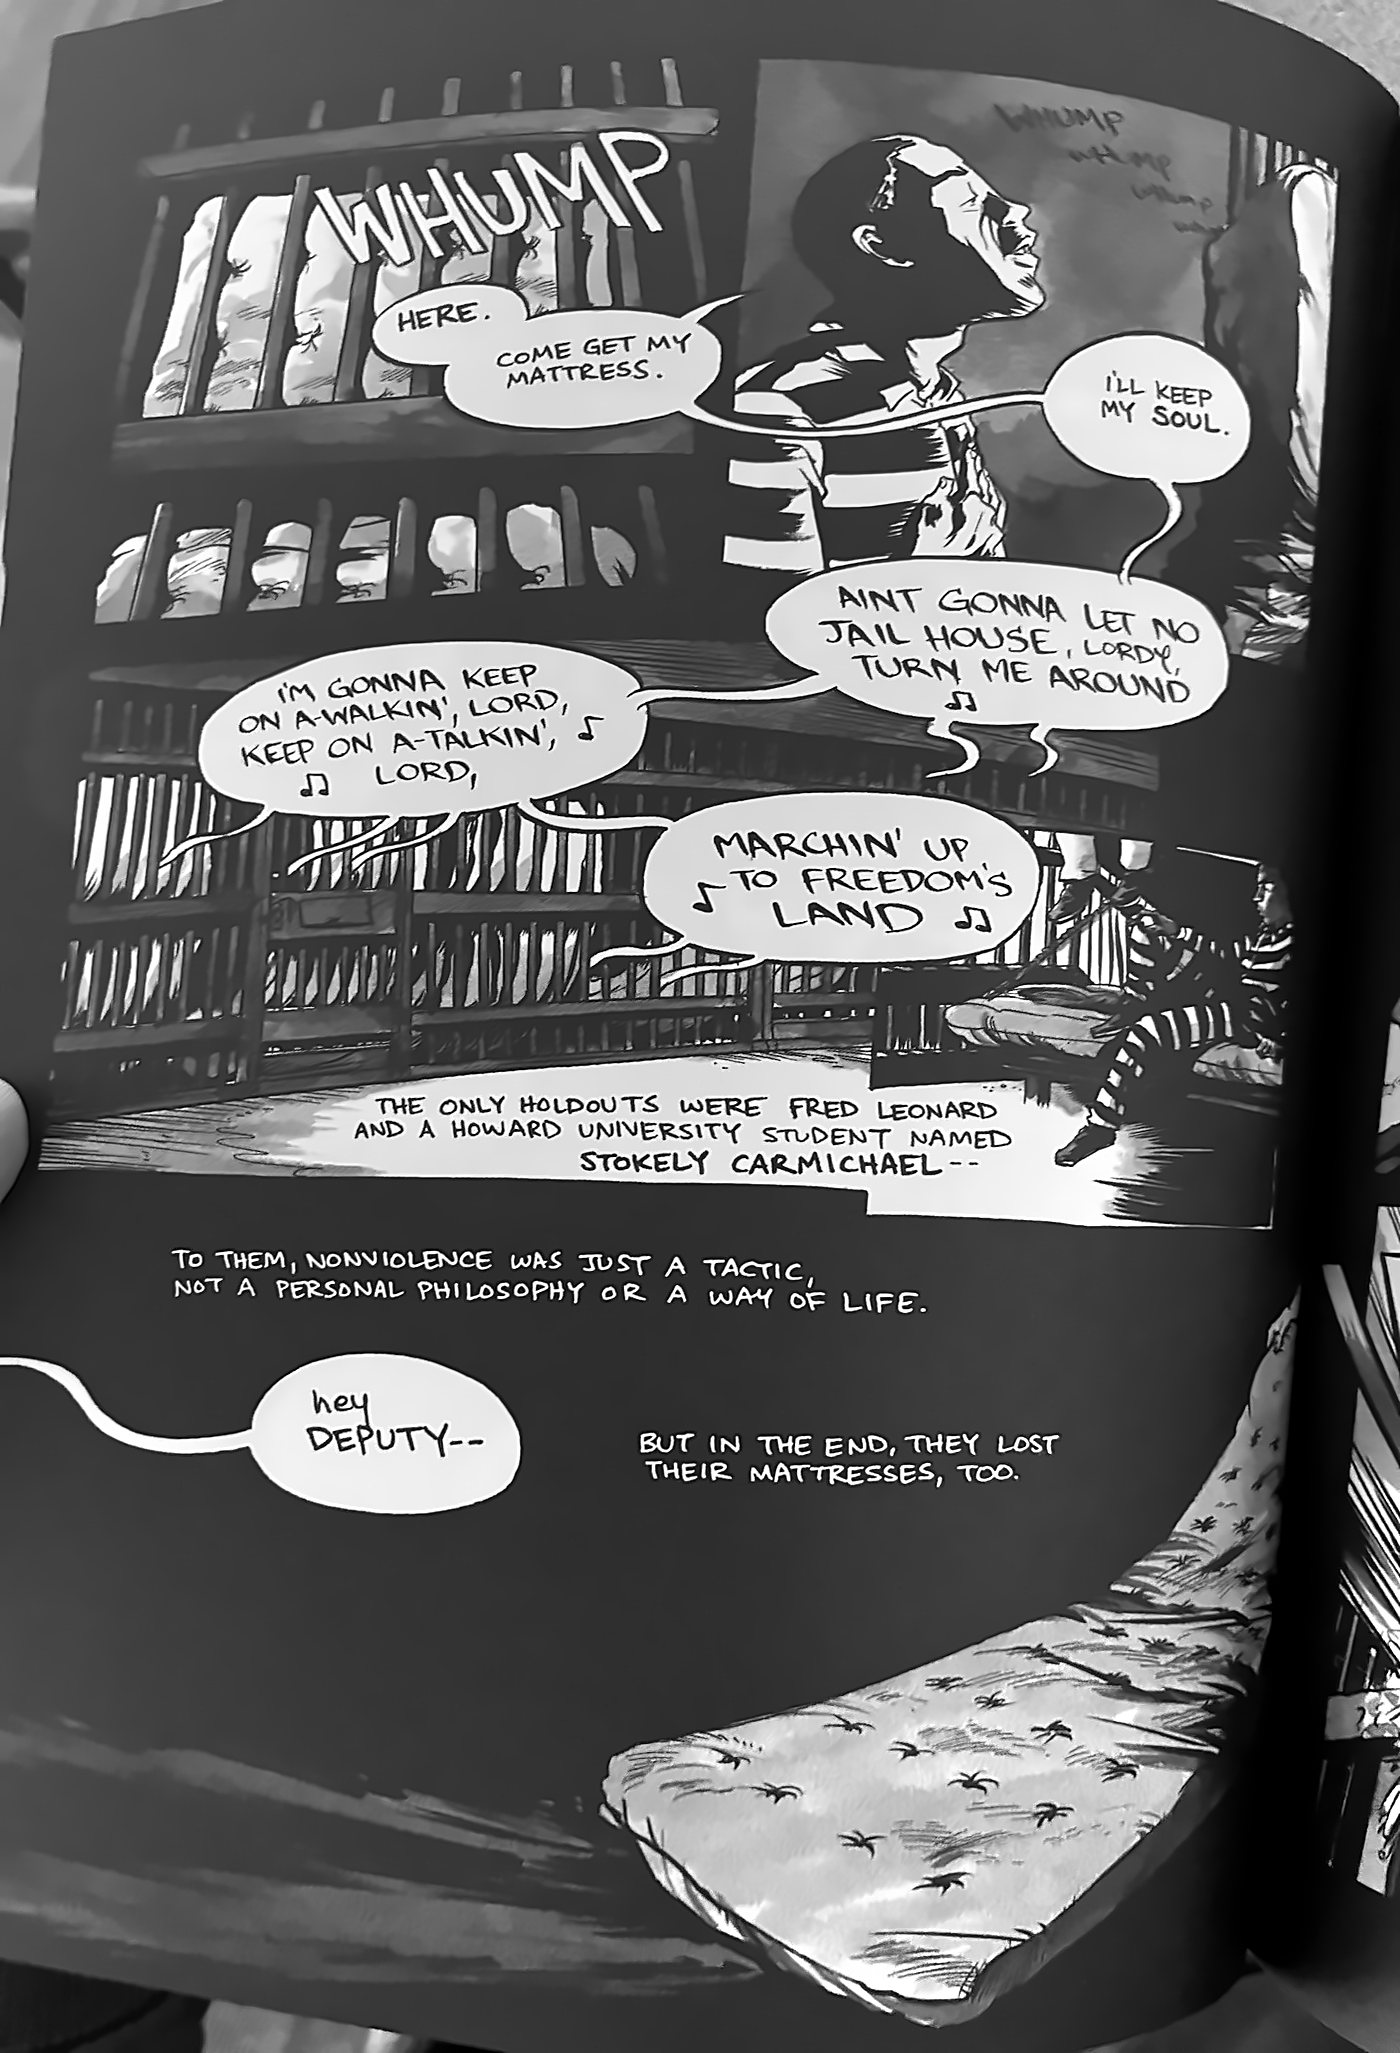 WHUMP
WHUMP
WHUMP
WHUMP
HERE.
COME GET MY
MATTRESS.
I'LL KEEP
MY SOUL.
AINT GONNA LET NO
JAIL HOUSE, LORDY,
TURN ME AROUND
I'M GONNA KEEP
ON A-WALKIN', LORD,
KEEP ON A-TALKIN',
LORD,
MARCHIN' UP
TO FREEDOM'S
LAND
THE ONLY HOLDOUTS WERE FRED LEONARD
AND A HOWARD UNIVERSITY STUDENT NAMED
STOKELY CARMICHAEL--
TO THEM, NONVIOLENCE WAS JUST A TACTIC,
NOT A PERSONAL PHILOSOPHY OR A WAY OF LIFE.
hey
DEPUTY--
BUT IN THE END, THEY LOST
THEIR MATTRESSES, TOO.